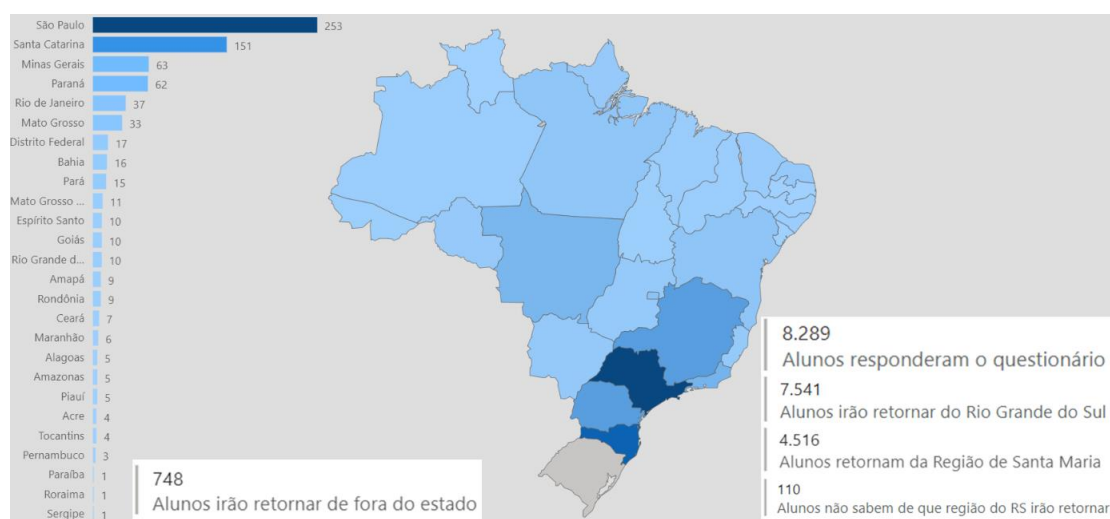 São Paulo 253
Santa Catarina 151
Minas Gerais 63
Paraná 62
Rio de Janeiro 37
Mato Grosso 33
Distrito Federal 17
Bahia 16
Pará 15
Mato Grosso ... 11
Espírito Santo 10
Goiás 10
Rio Grande d... 10
Amapá 9
Rondônia 9
Ceará 7
Maranhão 6
Alagoas 5
Amazonas 5
Piauí 5
Acre 4
Tocantins 4
Pernambuco 3
Paraíba 1
Roraima 1
Sergipe 1
748
Alunos irão retornar de fora do estado
8.289
Alunos responderam o questionário
7.541
Alunos irão retornar do Rio Grande do Sul
4.516
Alunos retornam da Região de Santa Maria
110
Alunos não sabem de que região do RS irão retornar